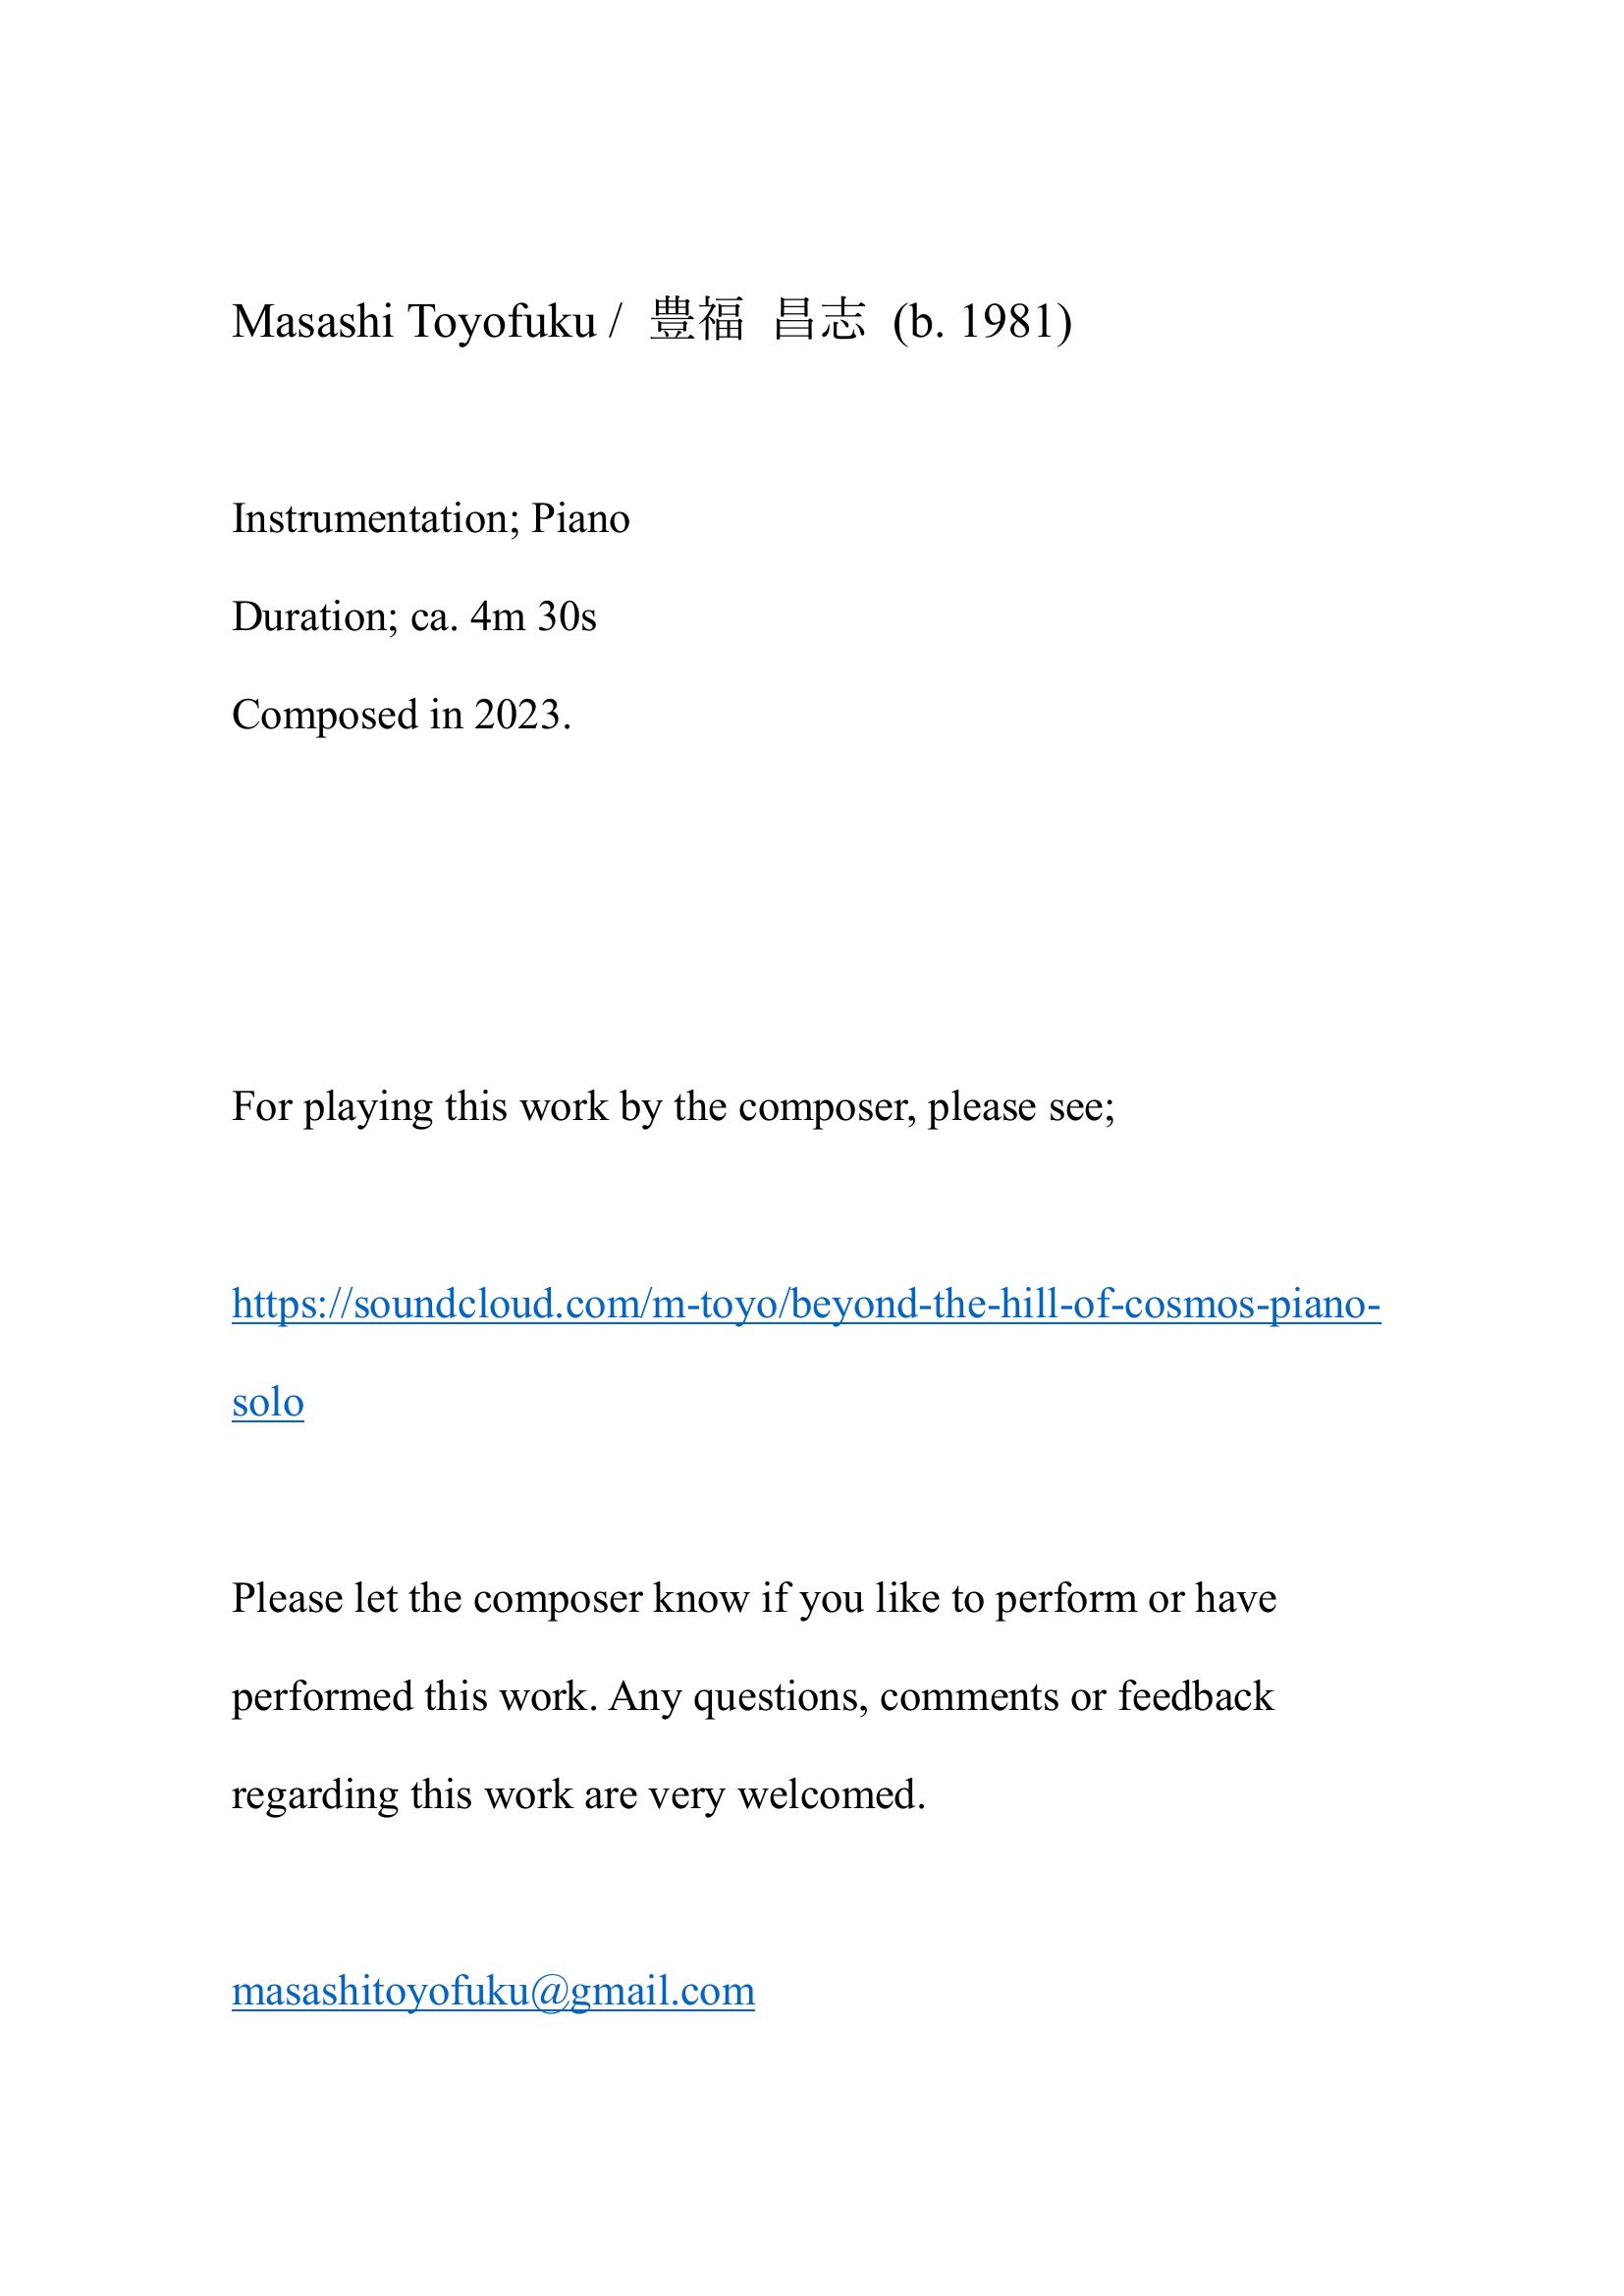 Masashi Toyofuku / 豊福 昌志 (b. 1981)
Instrumentation; Piano
Duration; ca. 4m 30s
Composed in 2023.
For playing this work by the composer, please see;
https://soundcloud.com/m-toyo/beyond-the-hill-of-cosmos-piano-
solo
Please let the composer know if you like to perform or have
performed this work. Any questions, comments or feedback
regarding this work are very welcomed.
masashitoyofuku@gmail.com